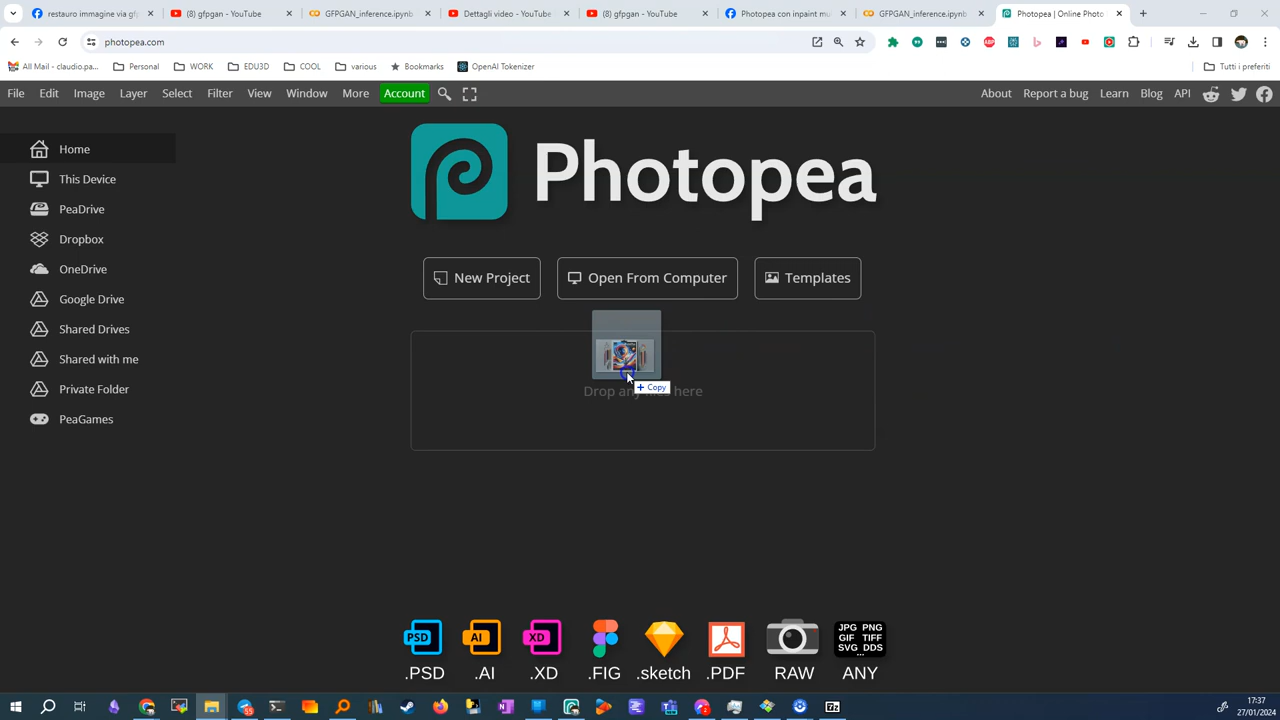 restauro immagine via gfp
(8) gfpgan - YouTube
GFPGAN_inference.ipynb
Dettagli video - YouTube
(8) gfpgan - YouTube
Photopea con inpaint mu
GFPGAN_inference.ipynb
Photopea | Online Photo
photopea.com
All Mail - claudio.pa...
Personal
WORK
EDU3D
COOL
various
Bookmarks
OpenAI Tokenizer
Tutti i preferiti
File Edit Image Layer Select Filter View Window More Account
About Report a bug Learn Blog API
Home
This Device
PeaDrive
Dropbox
OneDrive
Google Drive
Shared Drives
Shared with me
Private Folder
PeaGames
Photopea
New Project
Open From Computer
Templates
+ Copy
Drop any files here
PSD
AI
XD
JPG PNG
GIF TIFF
SVG DDS
...
.PSD
.AI
.XD
.FIG
.sketch
.PDF
RAW
ANY
17:37
27/01/2024